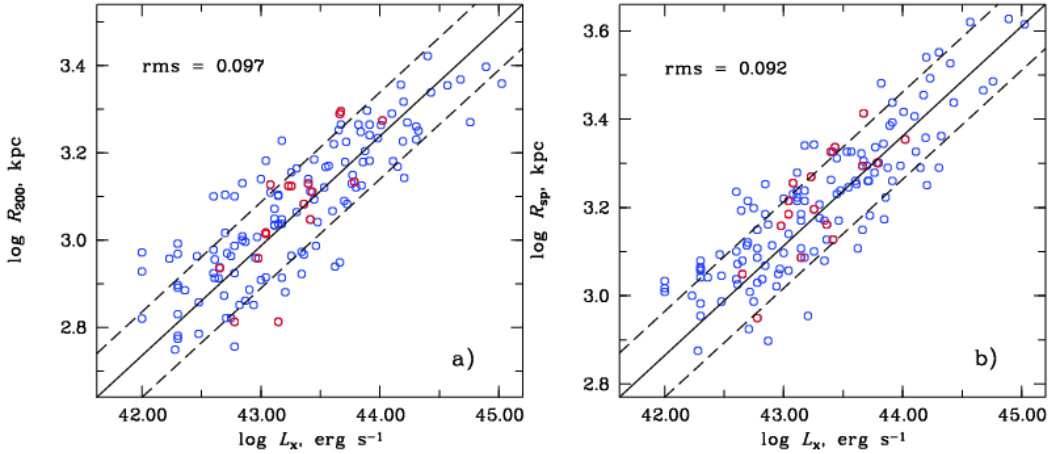 3.4
3.2
3.0
2.8
log R200, kpc
rms = 0.097
a)
42.00 43.00 44.00 45.00
log Lx, erg s−1
3.6
3.4
3.2
3.0
2.8
log Rsp, kpc
rms = 0.092
b)
42.00 43.00 44.00 45.00
log Lx, erg s−1